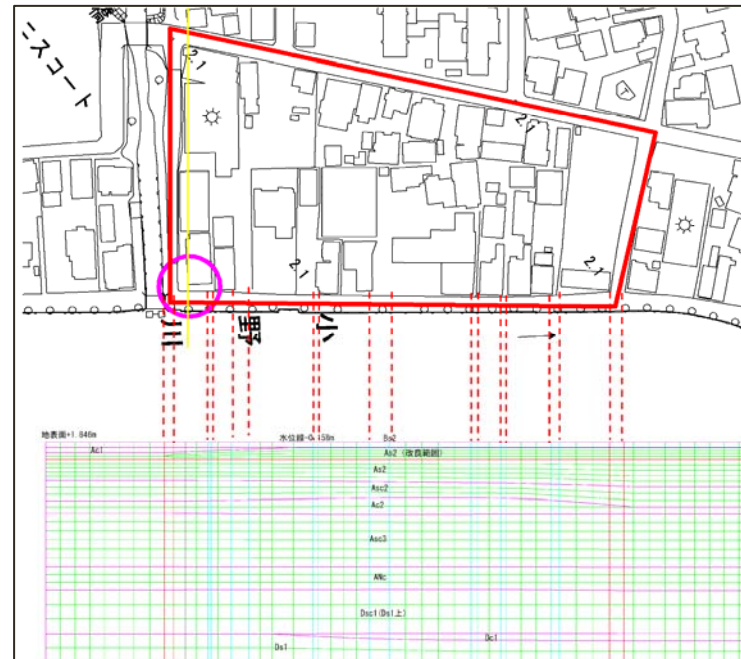 ニスコート
2.1
2.1
2.1
2.1
川野小
地表面+1.846m
水位線-0.158m
Bs2
Ac1
As2 (改良範囲)
As2
Asc2
Ac2
Asc3
ANc
Dsc1(Ds1上)
Dc1
Ds1